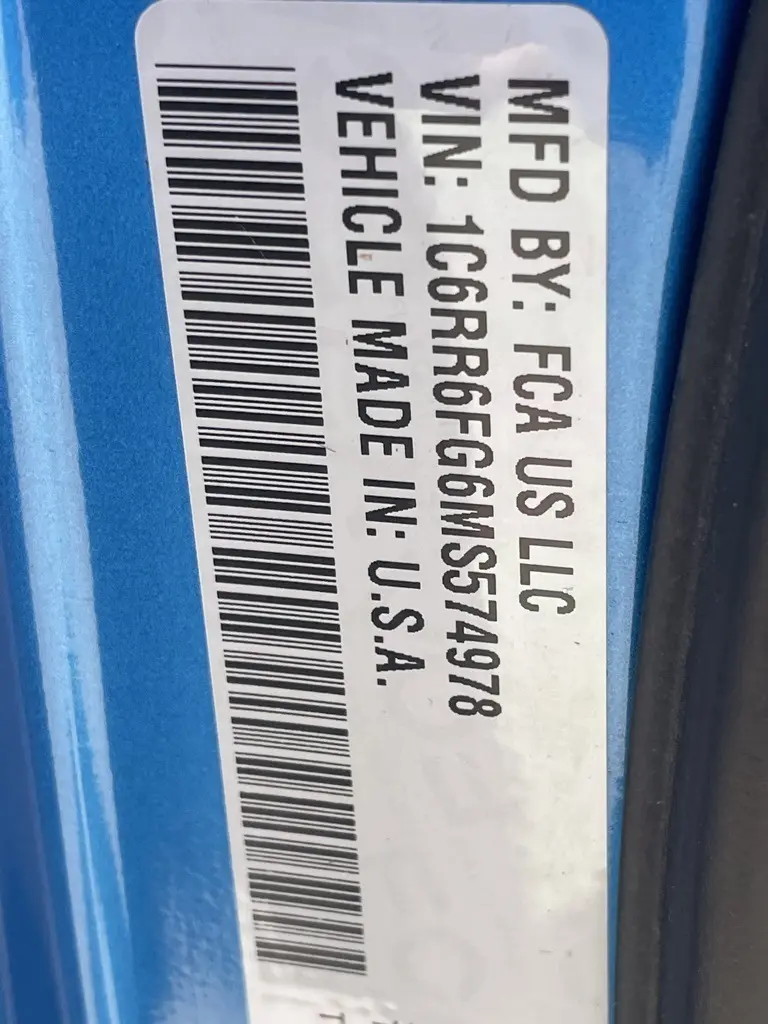 MFD BY: FCA US LLC
VIN: 1C6RR6FG6MS574978
VEHICLE MADE IN: U.S.A.
T